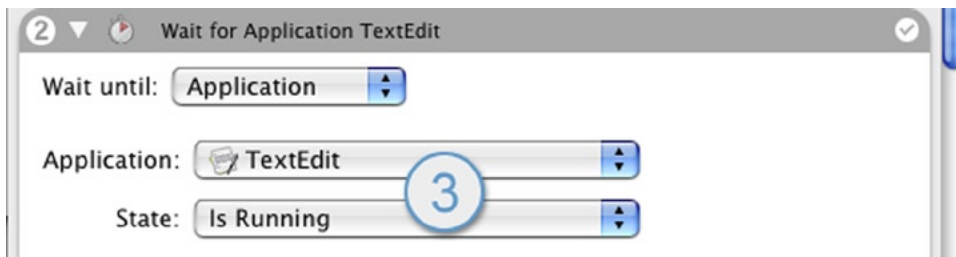 2 Wait for Application TextEdit
Wait until: Application
Application: TextEdit
3
State: Is Running